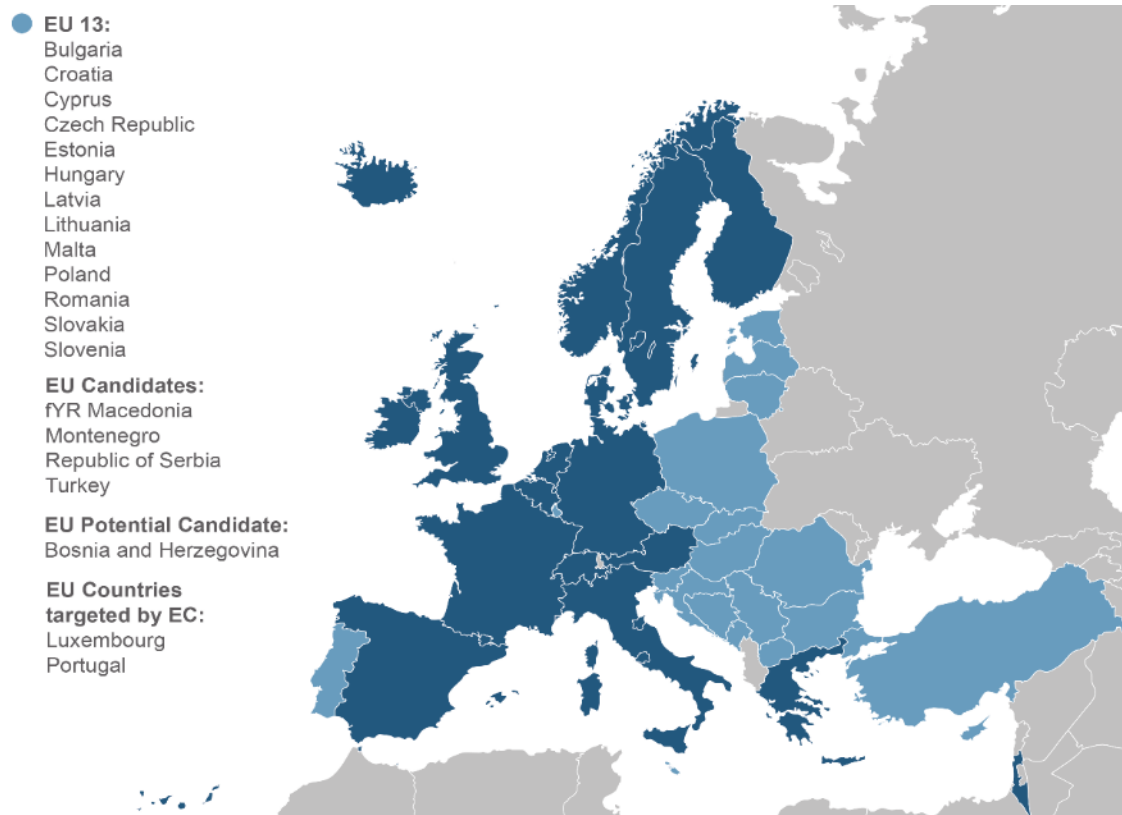 EU 13:
Bulgaria
Croatia
Cyprus
Czech Republic
Estonia
Hungary
Latvia
Lithuania
Malta
Poland
Romania
Slovakia
Slovenia
EU Candidates:
fYR Macedonia
Montenegro
Republic of Serbia
Turkey
EU Potential Candidate:
Bosnia and Herzegovina
EU Countries
targeted by EC:
Luxembourg
Portugal